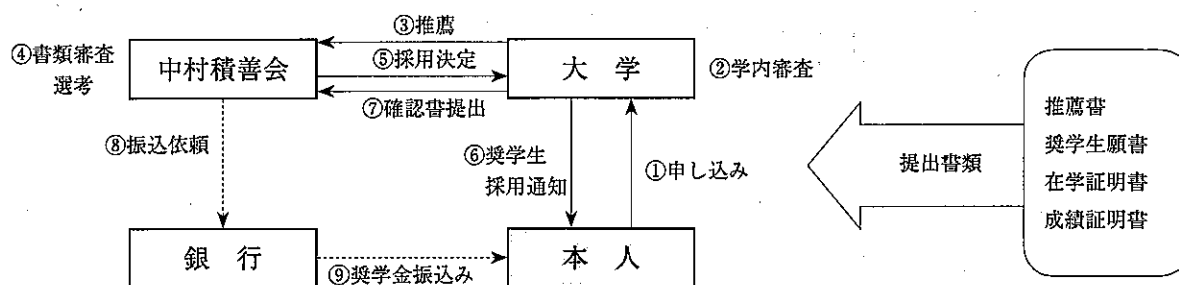 ③推薦
④書類審査
選考
中村積善会
⑤採用決定
大 学
②学内審査
⑦確認書提出
⑧振込依頼
⑥奨学生
採用通知
①申し込み
銀 行
⑨奨学金振込み
本 人
提出書類
推薦書
奨学生願書
在学証明書
成績証明書